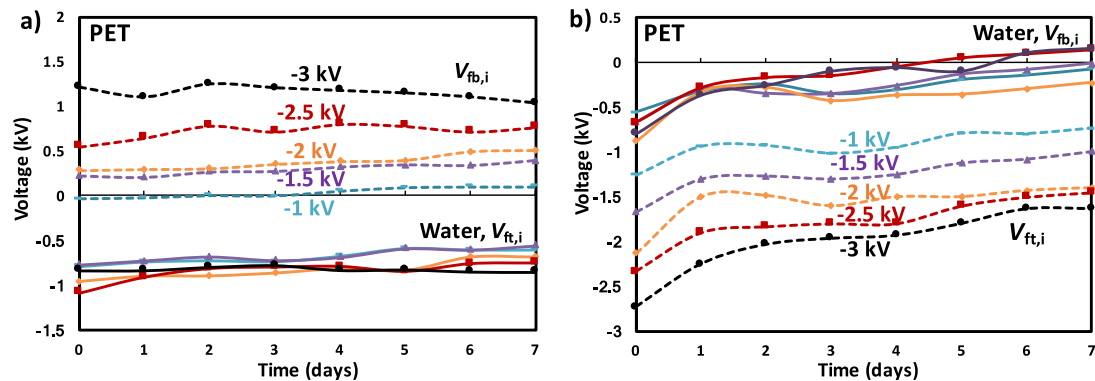 a)
PET
Voltage (kV)
2
1.5
1
0.5
0
-0.5
-1
-1.5
-3 kV
V_fb,i
-2.5 kV
-2 kV
-1.5 kV
-1 kV
Water, V_ft,i
0 1 2 3 4 5 6 7
Time (days)
b)
PET
Voltage (kV)
0.5
0
-0.5
-1
-1.5
-2
-2.5
-3
Water, V_fb,i
-1 kV
-1.5 kV
-2 kV
-2.5 kV
-3 kV
V_ft,i
0 1 2 3 4 5 6 7
Time (days)